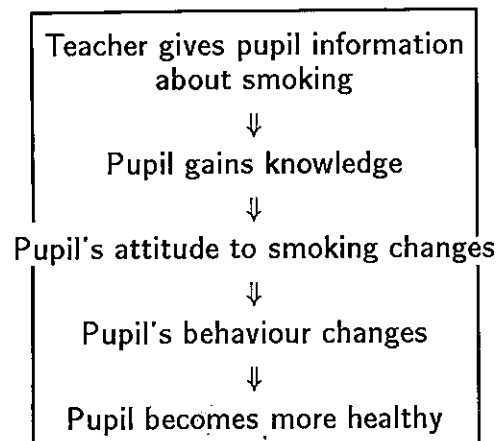 Teacher gives pupil information
about smoking
⇓
Pupil gains knowledge
⇓
Pupil's attitude to smoking changes
⇓
Pupil's behaviour changes
⇓
Pupil becomes more healthy